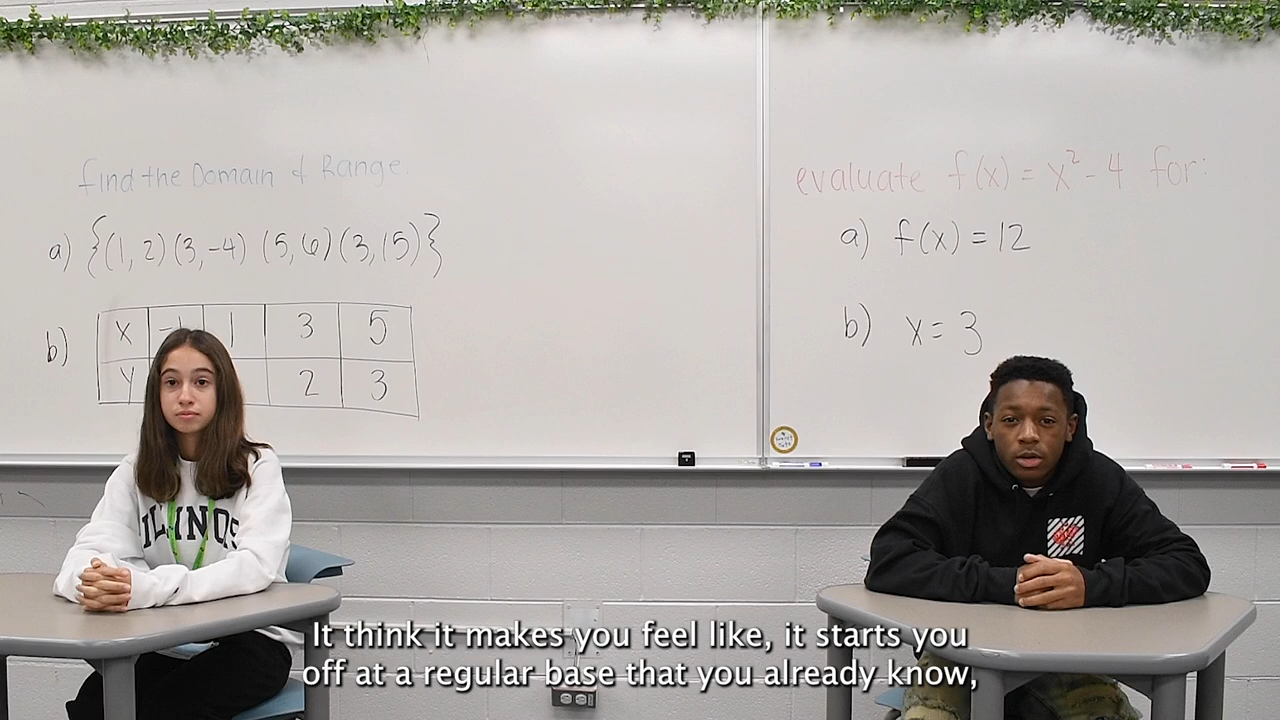 find the Domain & Range.
a) {(1, 2) (3, -4) (5, 6) (3, 15)}
b)
X -1 1 3 5
Y 2 3
evaluate f(x) = x² - 4 for:
a) f(x) = 12
b) x = 3
ILLINOIS
It think it makes you feel like, it starts you
off at a regular base that you already know,